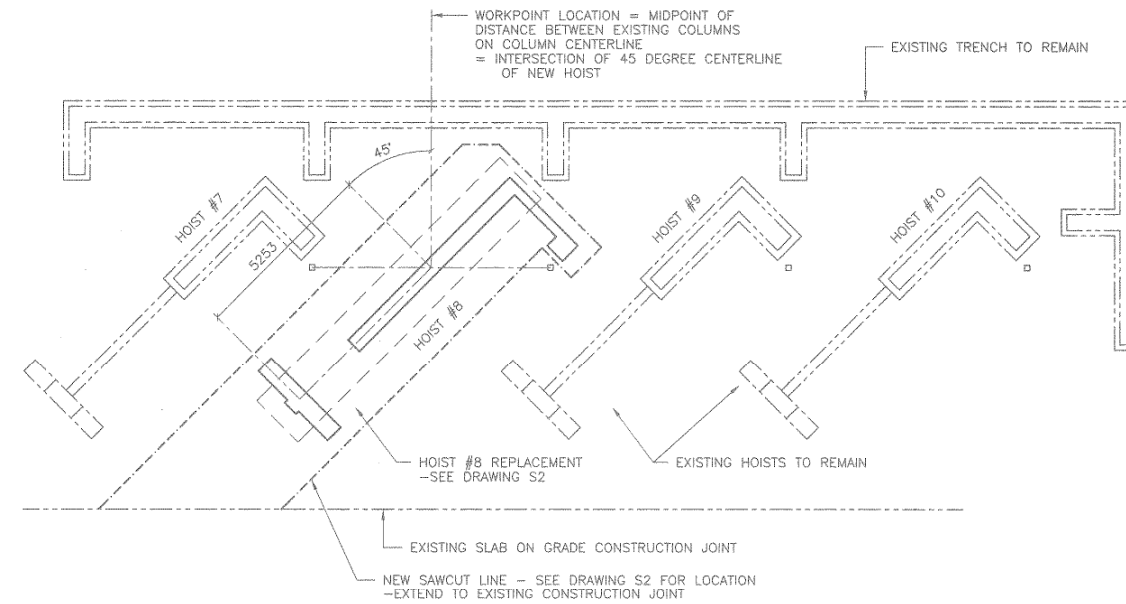 WORKPOINT LOCATION = MIDPOINT OF
DISTANCE BETWEEN EXISTING COLUMNS
ON COLUMN CENTERLINE
= INTERSECTION OF 45 DEGREE CENTERLINE
OF NEW HOIST
EXISTING TRENCH TO REMAIN
45'
HOIST #7
5253
HOIST #8
HOIST #9
HOIST #10
HOIST #8 REPLACEMENT
-SEE DRAWING S2
EXISTING HOISTS TO REMAIN
EXISTING SLAB ON GRADE CONSTRUCTION JOINT
NEW SAWCUT LINE - SEE DRAWING S2 FOR LOCATION
-EXTEND TO EXISTING CONSTRUCTION JOINT